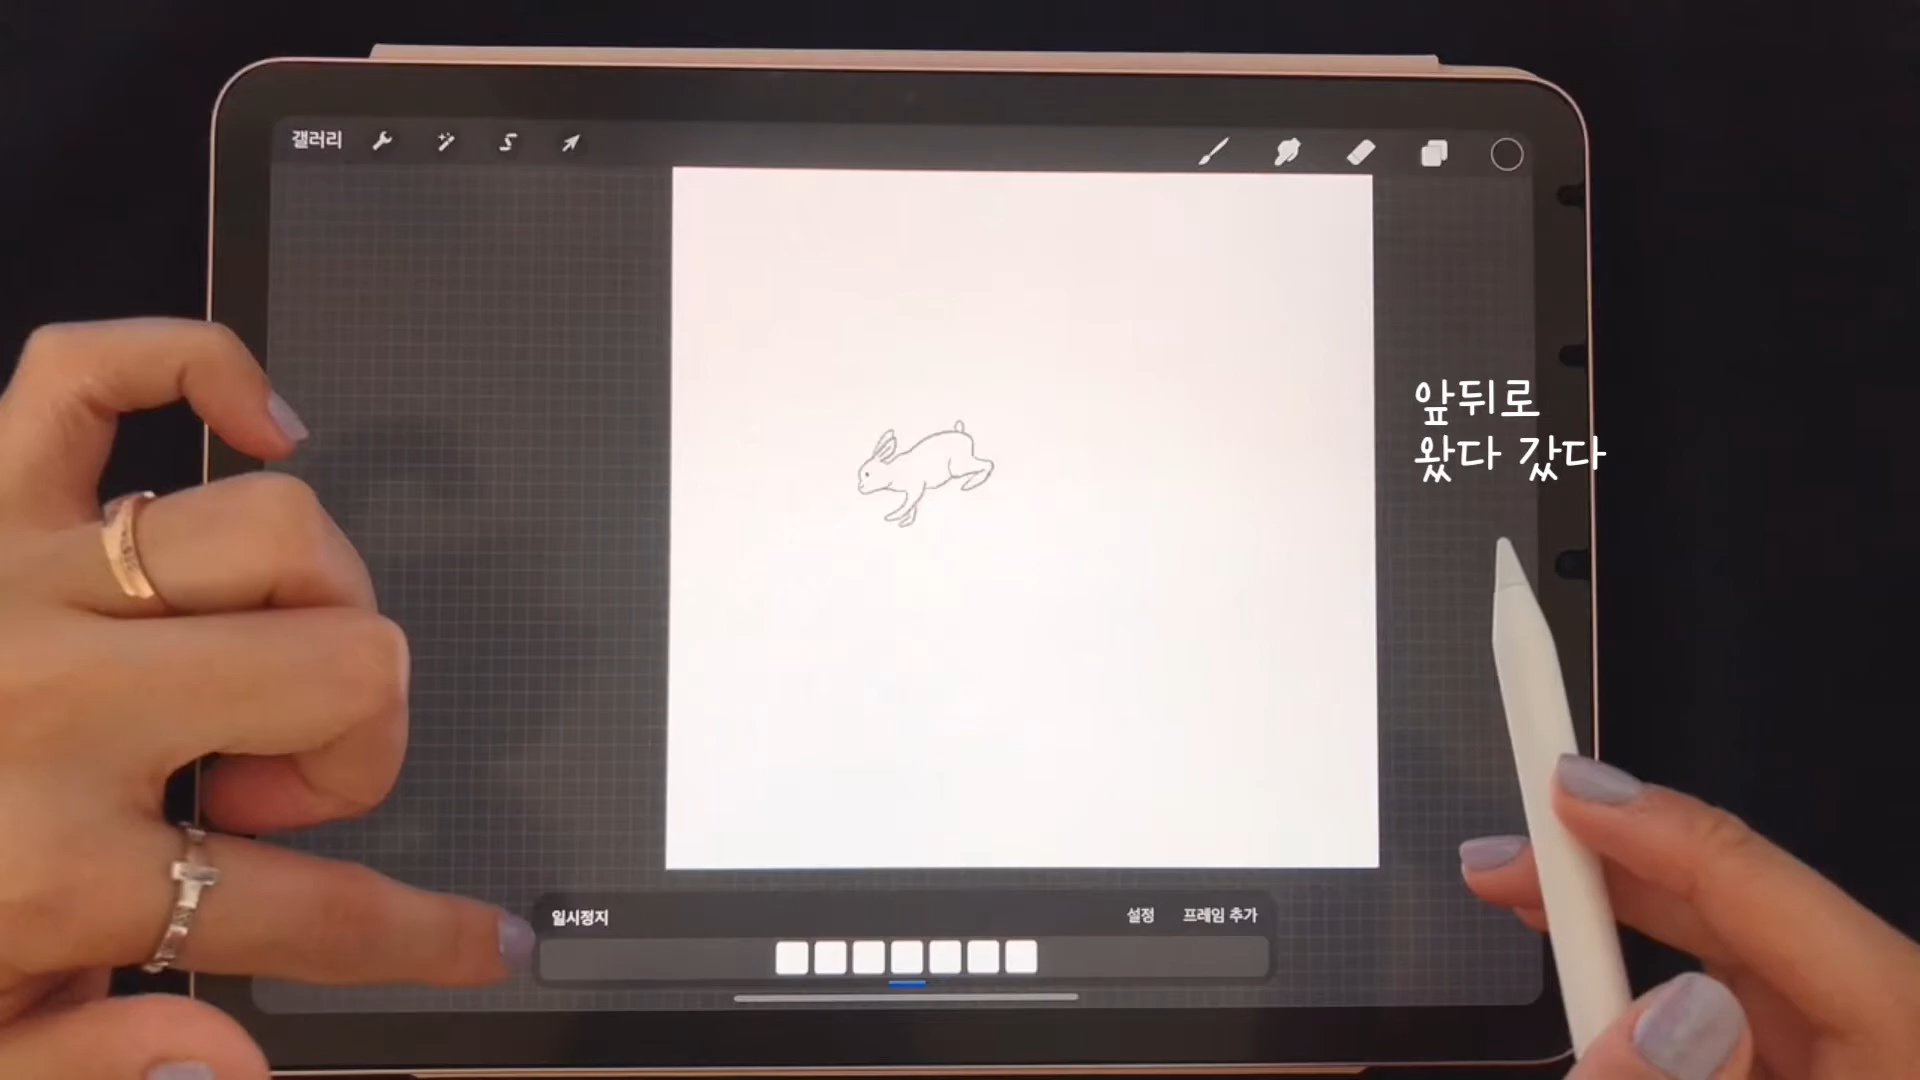 갤러리
앞뒤로
왔다 갔다
일시정지
설정
프레임 추가